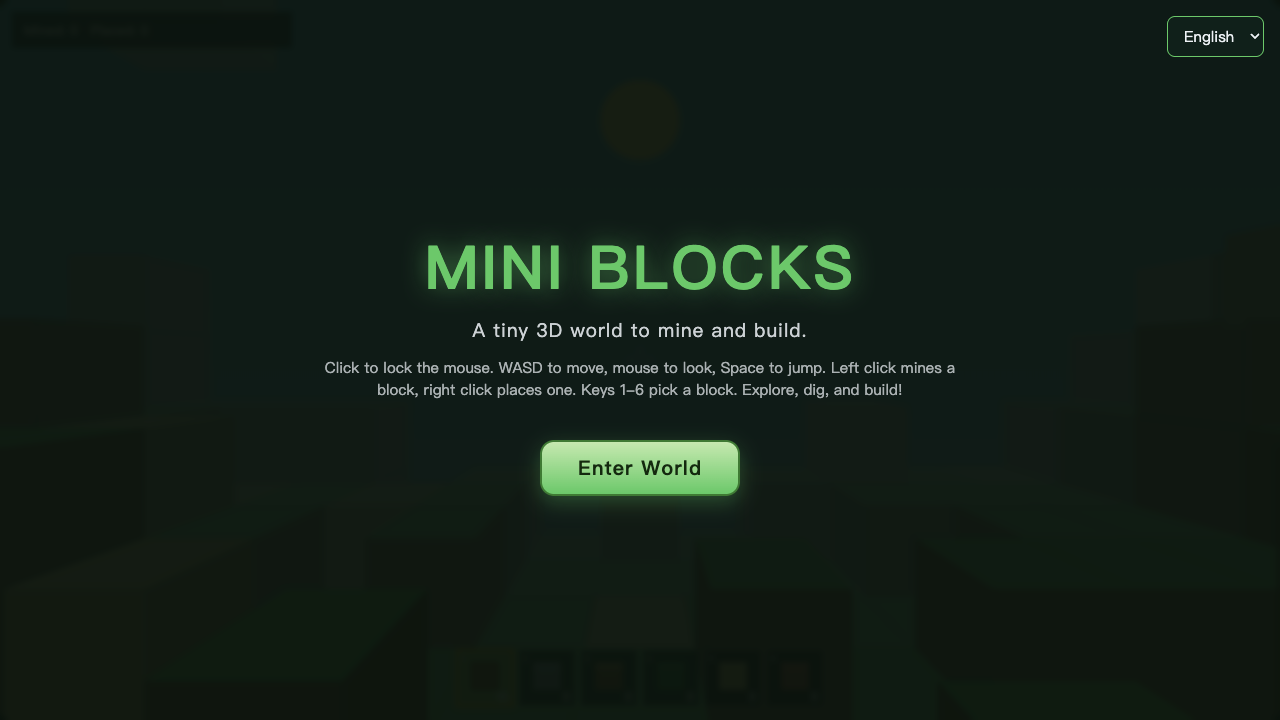 English
MINI BLOCKS
A tiny 3D world to mine and build.
Click to lock the mouse. WASD to move, mouse to look, Space to jump. Left click mines a
block, right click places one. Keys 1–6 pick a block. Explore, dig, and build!
Enter World